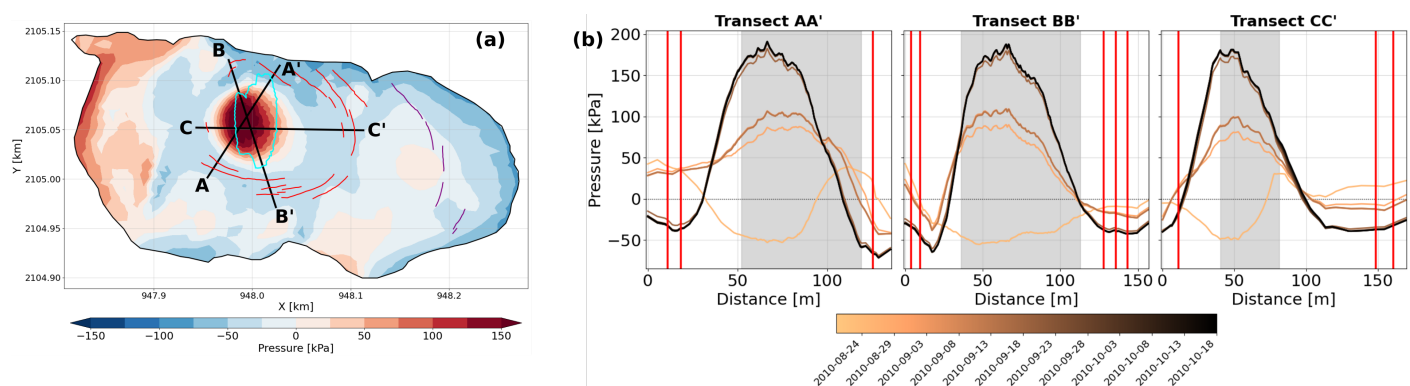 (a)
2105.15
2105.10
2105.05
2105.00
2104.95
2104.90
Y [km]
B
A'
C
C'
A
B'
947.9
948.0
948.1
948.2
X [km]
−150
−100
−50
0
50
100
150
Pressure [kPa]
(b)
Transect AA'
Transect BB'
Transect CC'
200
150
100
50
0
−50
Pressure [kPa]
0
50
100
0
50
100
150
0
50
100
150
Distance [m]
Distance [m]
Distance [m]
2010-08-24
2010-08-29
2010-09-03
2010-09-08
2010-09-13
2010-09-18
2010-09-23
2010-09-28
2010-10-03
2010-10-08
2010-10-13
2010-10-18